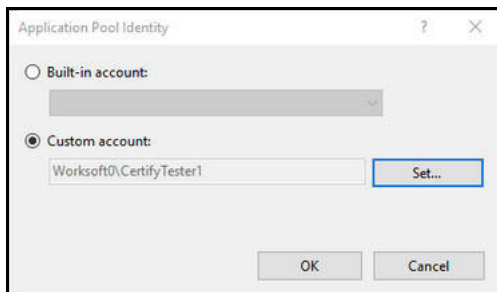 Application Pool Identity ?
Built-in account:
Custom account:
Worksoft0\CertifyTester1 Set...
OK Cancel